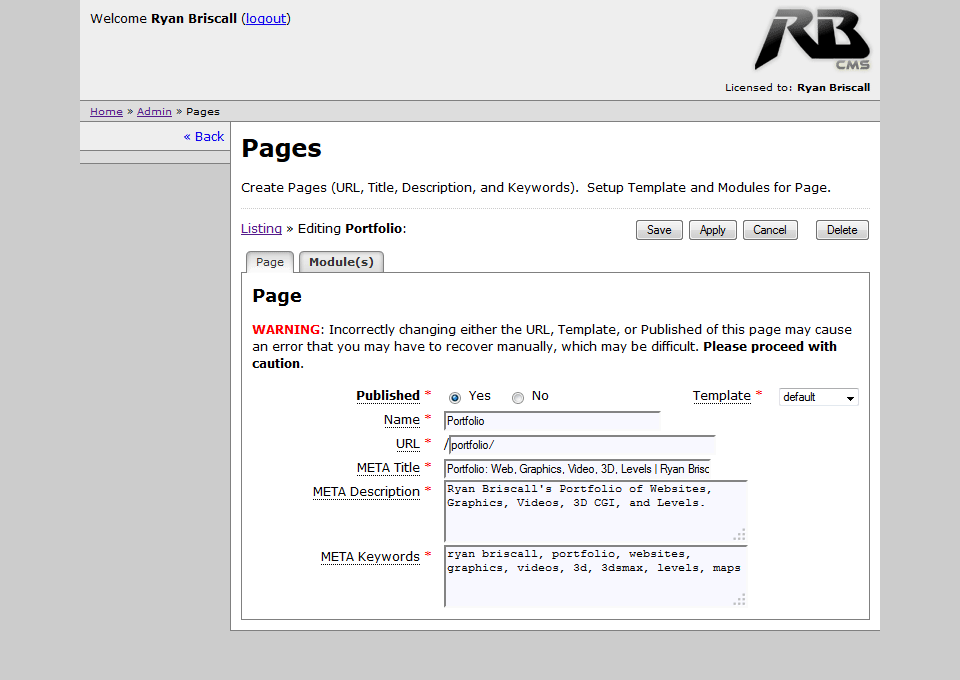 Welcome Ryan Briscall (logout)
RB
CMS
Licensed to: Ryan Briscall
Home » Admin » Pages
« Back
Pages
Create Pages (URL, Title, Description, and Keywords). Setup Template and Modules for Page.
Listing » Editing Portfolio:
Save Apply Cancel Delete
Page Module(s)
Page
WARNING: Incorrectly changing either the URL, Template, or Published of this page may cause
an error that you may have to recover manually, which may be difficult. Please proceed with
caution.
Published * Yes No Template * default
Name * Portfolio
URL * /portfolio/
META Title * Portfolio: Web, Graphics, Video, 3D, Levels | Ryan Brisc
META Description * Ryan Briscall's Portfolio of Websites,
Graphics, Videos, 3D CGI, and Levels.
META Keywords * ryan briscall, portfolio, websites,
graphics, videos, 3d, 3dsmax, levels, maps